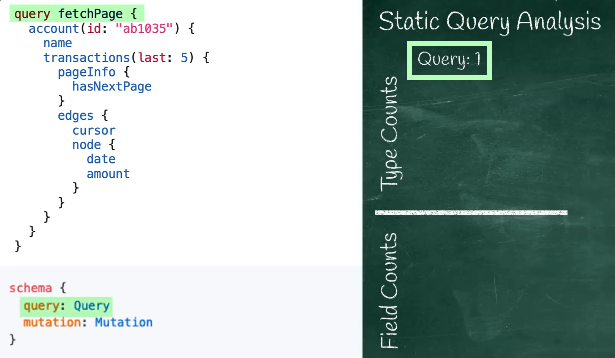 query fetchPage {
account(id: "ab1035") {
name
transactions(last: 5) {
pageInfo {
hasNextPage
}
edges {
cursor
node {
date
amount
}
}
}
}
}
schema {
query: Query
mutation: Mutation
}
Static Query Analysis
Query: 1
Type Counts
Field Counts